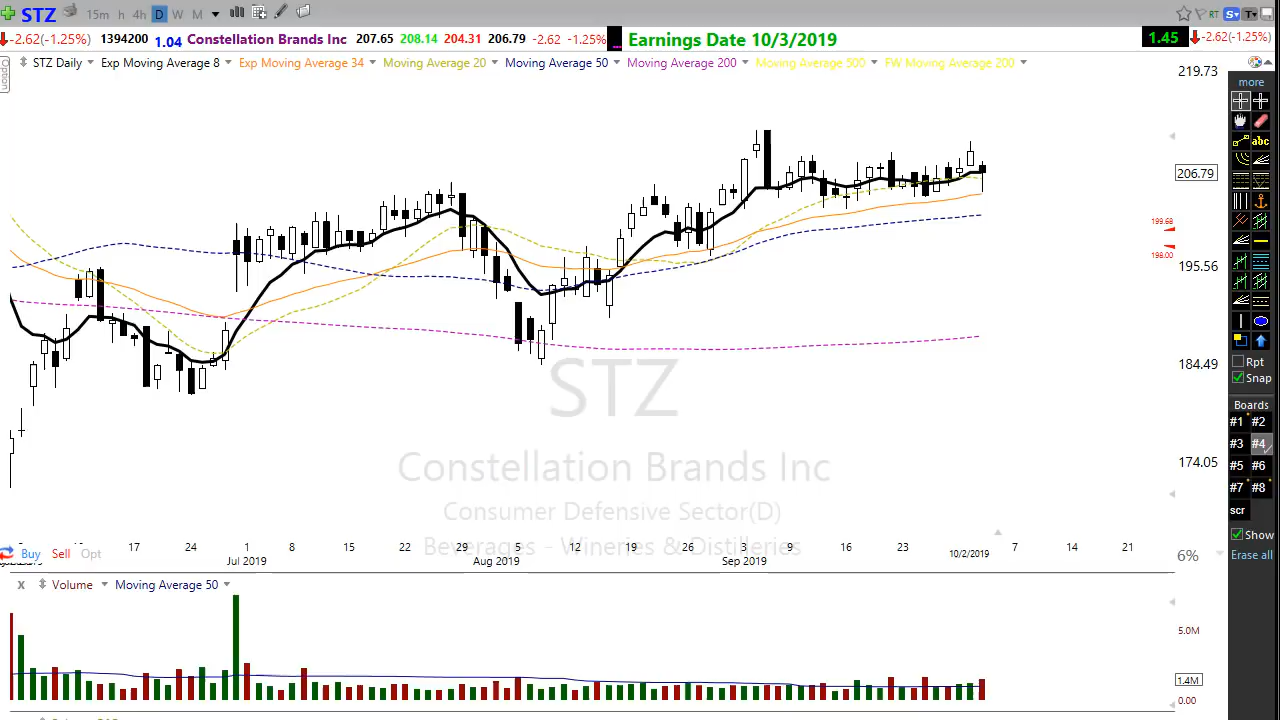 STZ 15m h 4h D W M RT S T
-2.62(-1.25%) 1394200 1.04 Constellation Brands Inc 207.65 208.14 204.31 206.79 -2.62 -1.25% Earnings Date 10/3/2019 1.45 -2.62(-1.25%)
Option
STZ Daily Exp Moving Average 8 Exp Moving Average 34 Moving Average 20 Moving Average 50 Moving Average 200 Moving Average 500 FW Moving Average 200
219.73
206.79
199.68
198.00
195.56
184.49
174.05
STZ
Constellation Brands Inc
Consumer Defensive Sector(D)
Beverages - Wineries & Distilleries
17 24 1 8 15 22 29 5 12 19 26 3 9 16 23 10/2/2019 7 14 21
Jul 2019 Aug 2019 Sep 2019
Buy Sell Opt
6%
X Volume Moving Average 50
5.0M
1.4M
0.00
more
abc
Rpt
Snap
Boards
#1 #2
#3 #4
#5 #6
#7 #8
scr
Show
Erase all